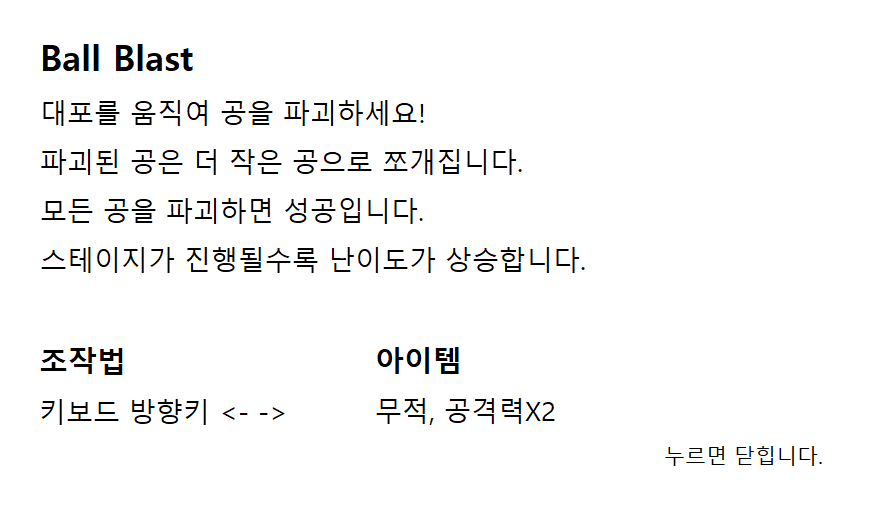 Ball Blast
대포를 움직여 공을 파괴하세요!
파괴된 공은 더 작은 공으로 쪼개집니다.
모든 공을 파괴하면 성공입니다.
스테이지가 진행될수록 난이도가 상승합니다.
조작법
키보드 방향키 <- ->
아이템
무적, 공격력X2
누르면 닫힙니다.